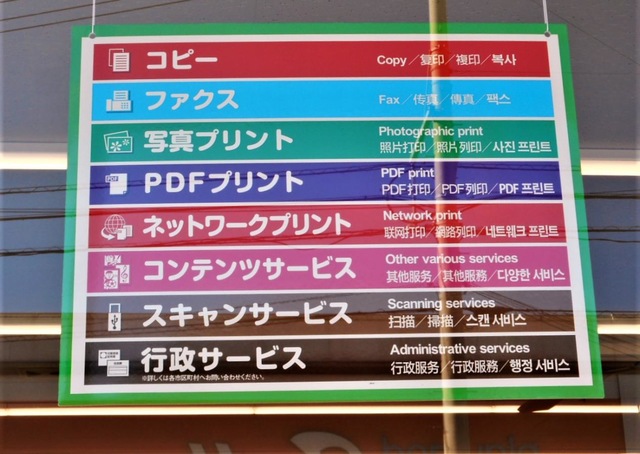 コピー
Copy／复印／複印／복사
ファクス
Fax／传真／傳真／팩스
写真プリント
Photographic print
照片打印／照片列印／사진 프린트
PDF
PDFプリント
PDF print
PDF打印／PDF列印／PDF 프린트
ネットワークプリント
Network print
联网打印／網路列印／네트워크 프린트
コンテンツサービス
Other various services
其他服务／其他服務／다양한 서비스
スキャンサービス
Scanning services
扫描／掃描／스캔 서비스
行政サービス
※詳しくは各市区町村へお問い合わせください。
Administrative services
行政服务／行政服務／행정 서비스